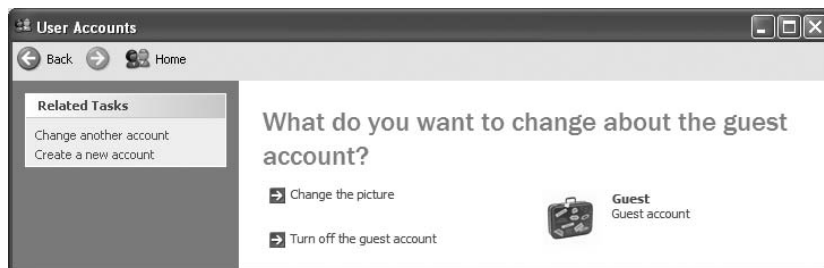 User Accounts
Back Home
Related Tasks
Change another account
Create a new account
What do you want to change about the guest
account?
Change the picture
Turn off the guest account
Guest
Guest account